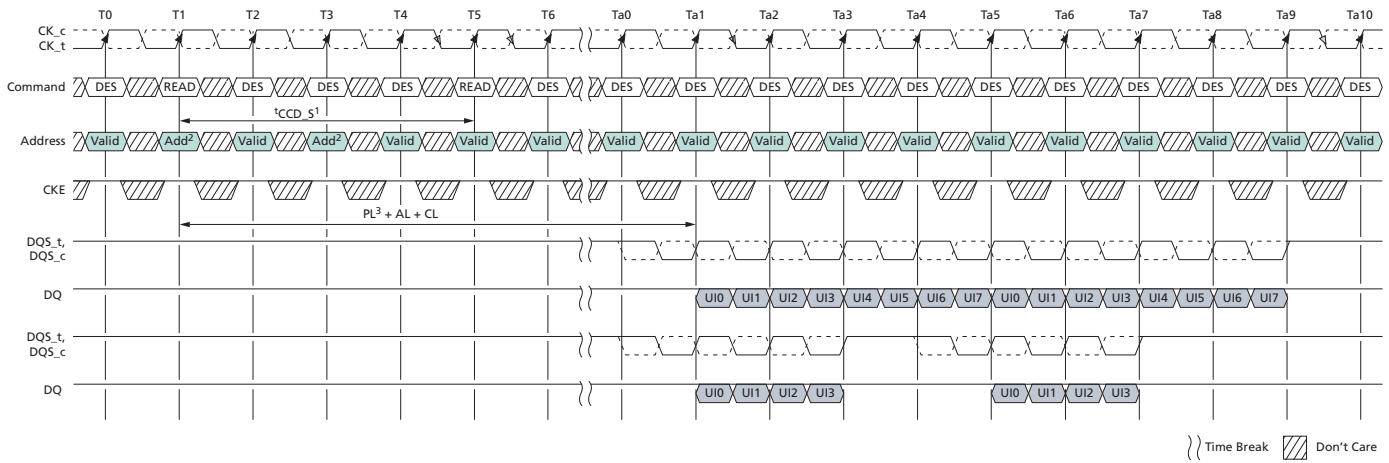 T0 T1 T2 T3 T4 T5 T6 Ta0 Ta1 Ta2 Ta3 Ta4 Ta5 Ta6 Ta7 Ta8 Ta9 Ta10
CK_c
CK_t
Command DES READ DES DES DES READ DES DES DES DES DES DES DES DES DES DES DES DES
tCCD_S1
Address Valid Add2 Valid Add2 Valid Valid Valid Valid Valid Valid Valid Valid Valid Valid Valid Valid Valid Valid
CKE
PL3 + AL + CL
DQS_t,
DQS_c
DQ UI0 UI1 UI2 UI3 UI4 UI5 UI6 UI7 UI0 UI1 UI2 UI3 UI4 UI5 UI6 UI7
DQS_t,
DQS_c
DQ UI0 UI1 UI2 UI3 UI0 UI1 UI2 UI3
Time Break Don't Care